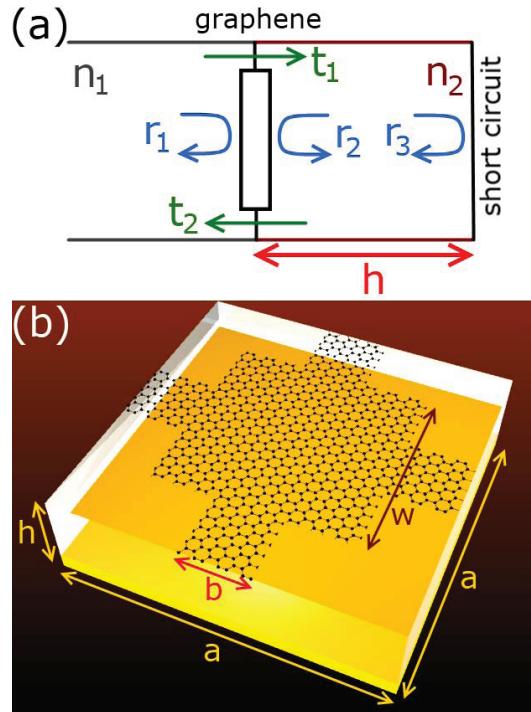 (a)
graphene
n1
t1
n2
r1
r2
r3
short circuit
t2
h
(b)
h
w
b
a
a